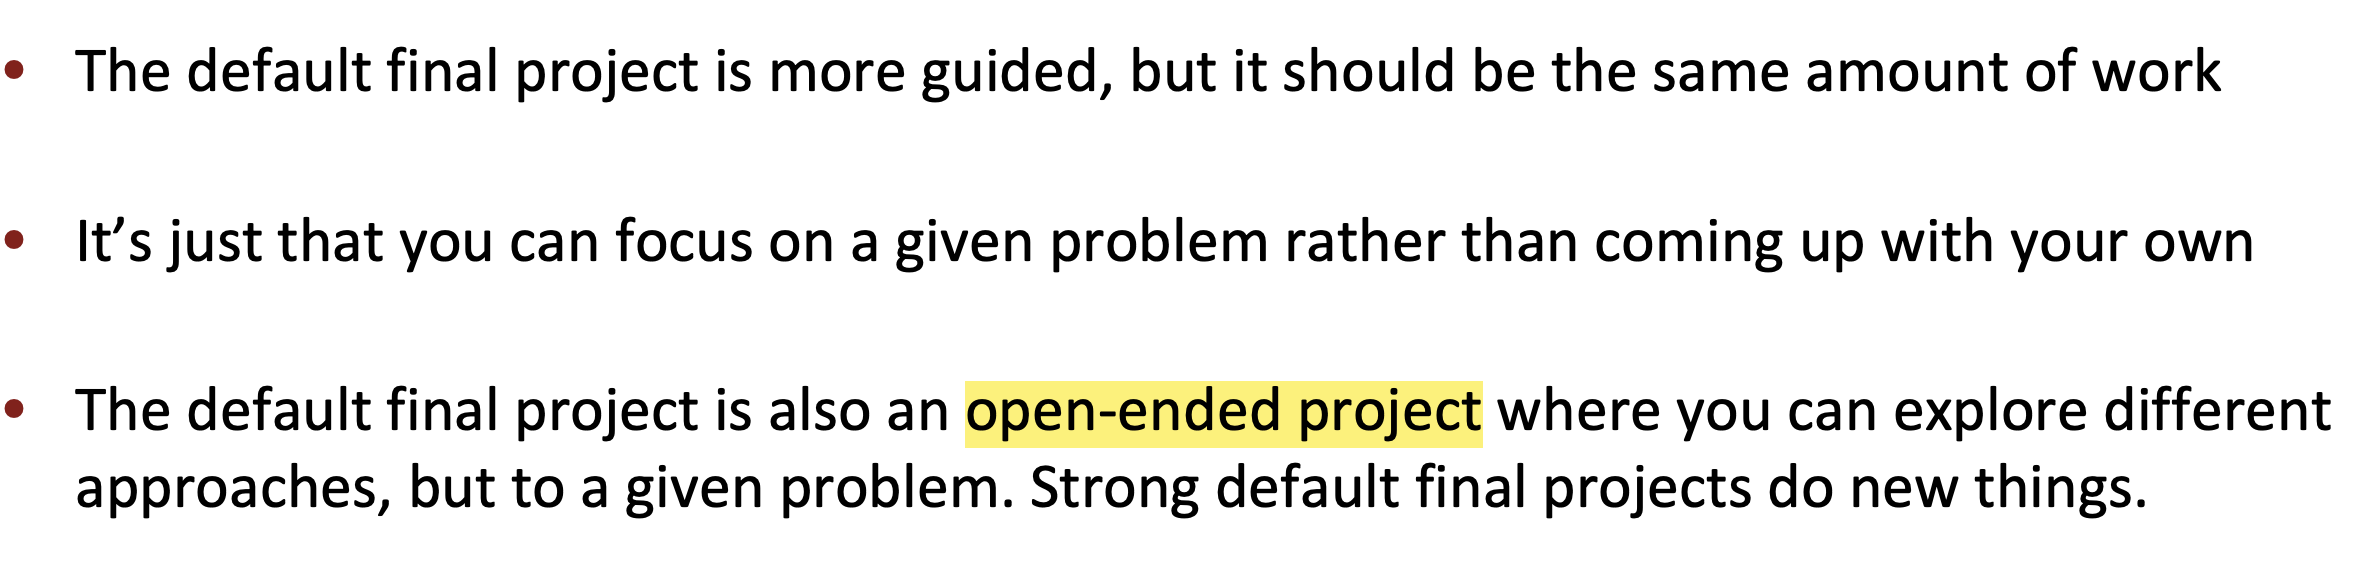 • The default final project is more guided, but it should be the same amount of work
• It’s just that you can focus on a given problem rather than coming up with your own
• The default final project is also an open-ended project where you can explore different
approaches, but to a given problem. Strong default final projects do new things.